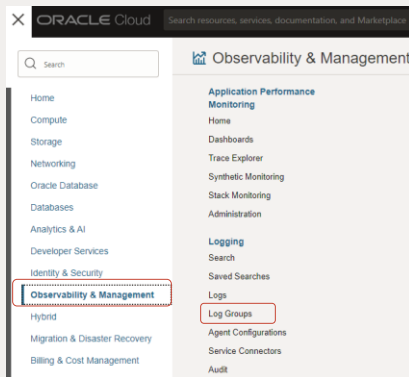 ORACLE Cloud
Search resources, services, documentation, and Marketplace
Search
Home
Compute
Storage
Networking
Oracle Database
Databases
Analytics & AI
Developer Services
Identity & Security
Observability & Management
Hybrid
Migration & Disaster Recovery
Billing & Cost Management
Observability & Management
Application Performance
Monitoring
Home
Dashboards
Trace Explorer
Synthetic Monitoring
Stack Monitoring
Administration
Logging
Search
Saved Searches
Logs
Log Groups
Agent Configurations
Service Connectors
Audit